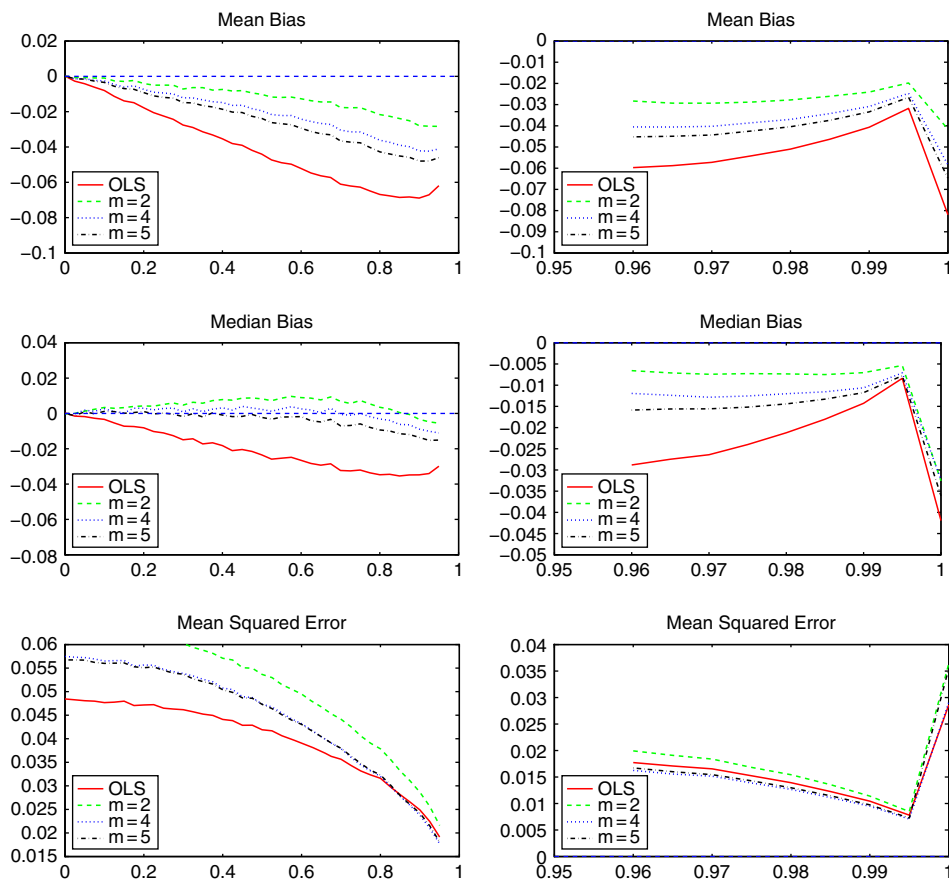 Mean Bias
0.02
0
−0.02
−0.04
−0.06
−0.08
−0.1
OLS
m = 2
m = 4
m = 5
0 0.2 0.4 0.6 0.8 1
Mean Bias
0
−0.01
−0.02
−0.03
−0.04
−0.05
−0.06
−0.07
−0.08
−0.09
−0.1
OLS
m = 2
m = 4
m = 5
0.95 0.96 0.97 0.98 0.99 1
Median Bias
0.04
0.02
0
−0.02
−0.04
−0.06
−0.08
OLS
m = 2
m = 4
m = 5
0 0.2 0.4 0.6 0.8 1
Median Bias
0
−0.005
−0.01
−0.015
−0.02
−0.025
−0.03
−0.035
−0.04
−0.045
−0.05
OLS
m = 2
m = 4
m = 5
0.95 0.96 0.97 0.98 0.99 1
Mean Squared Error
0.06
0.055
0.05
0.045
0.04
0.035
0.03
0.025
0.02
0.015
OLS
m = 2
m = 4
m = 5
0 0.2 0.4 0.6 0.8 1
Mean Squared Error
0.04
0.035
0.03
0.025
0.02
0.015
0.01
0.005
0
OLS
m = 2
m = 4
m = 5
0.95 0.96 0.97 0.98 0.99 1